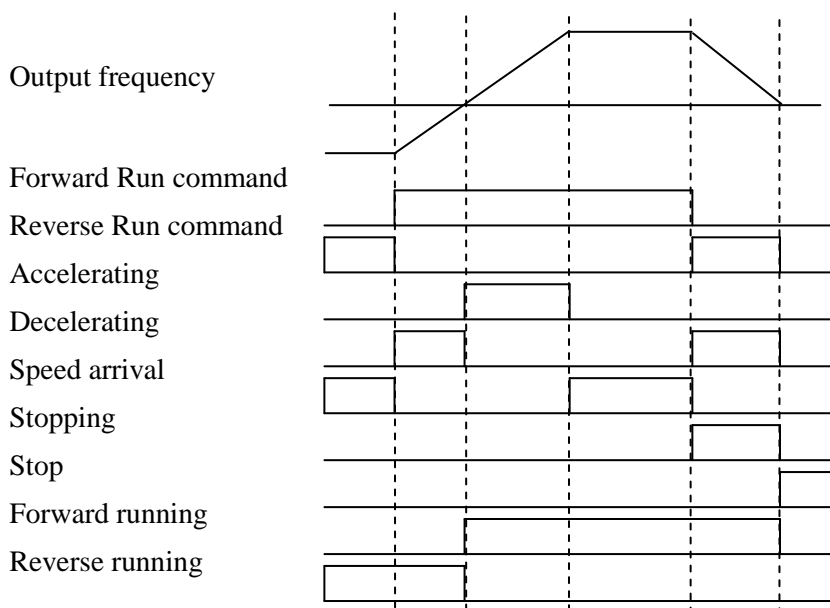 Output frequency
Forward Run command
Reverse Run command
Accelerating
Decelerating
Speed arrival
Stopping
Stop
Forward running
Reverse running